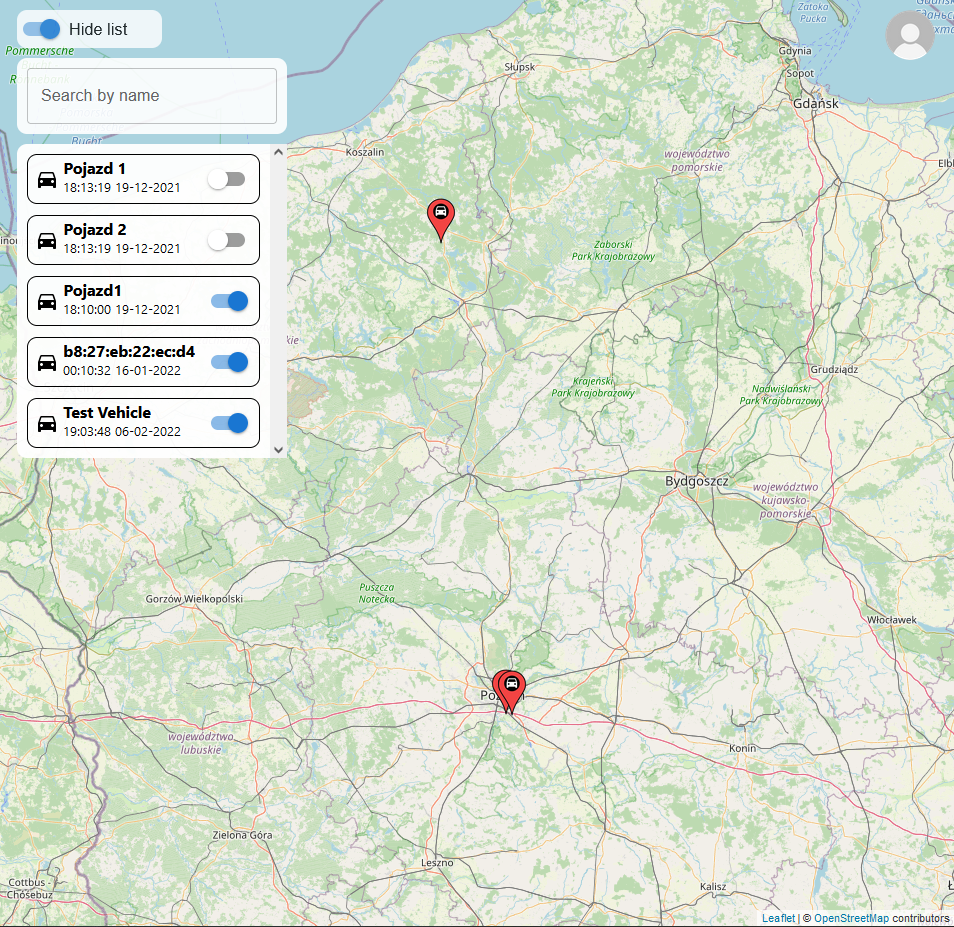 Hide list
Search by name
Pojazd 1
18:13:19 19-12-2021
Pojazd 2
18:13:19 19-12-2021
Pojazd1
18:10:00 19-12-2021
b8:27:eb:22:ec:d4
00:10:32 16-01-2022
Test Vehicle
19:03:48 06-02-2022
Pommersche
Bucht
Zatoka
Pucka
Gdynia
Sopot
Gdańsk
Słupsk
Koszalin
województwo
pomorskie
Zaborski
Park Krajobrazowy
Grudziądz
Krajeński
Park Krajobrazowy
Nadwiślański
Park Krajobrazowy
Bydgoszcz
województwo
kujawsko-
pomorskie
Puszcza
Notecka
Gorzów Wielkopolski
Włocławek
województwo
lubuskie
Konin
Zielona Góra
Leszno
Kalisz
Cottbus -
Chóśebuz
Leaflet | © OpenStreetMap contributors